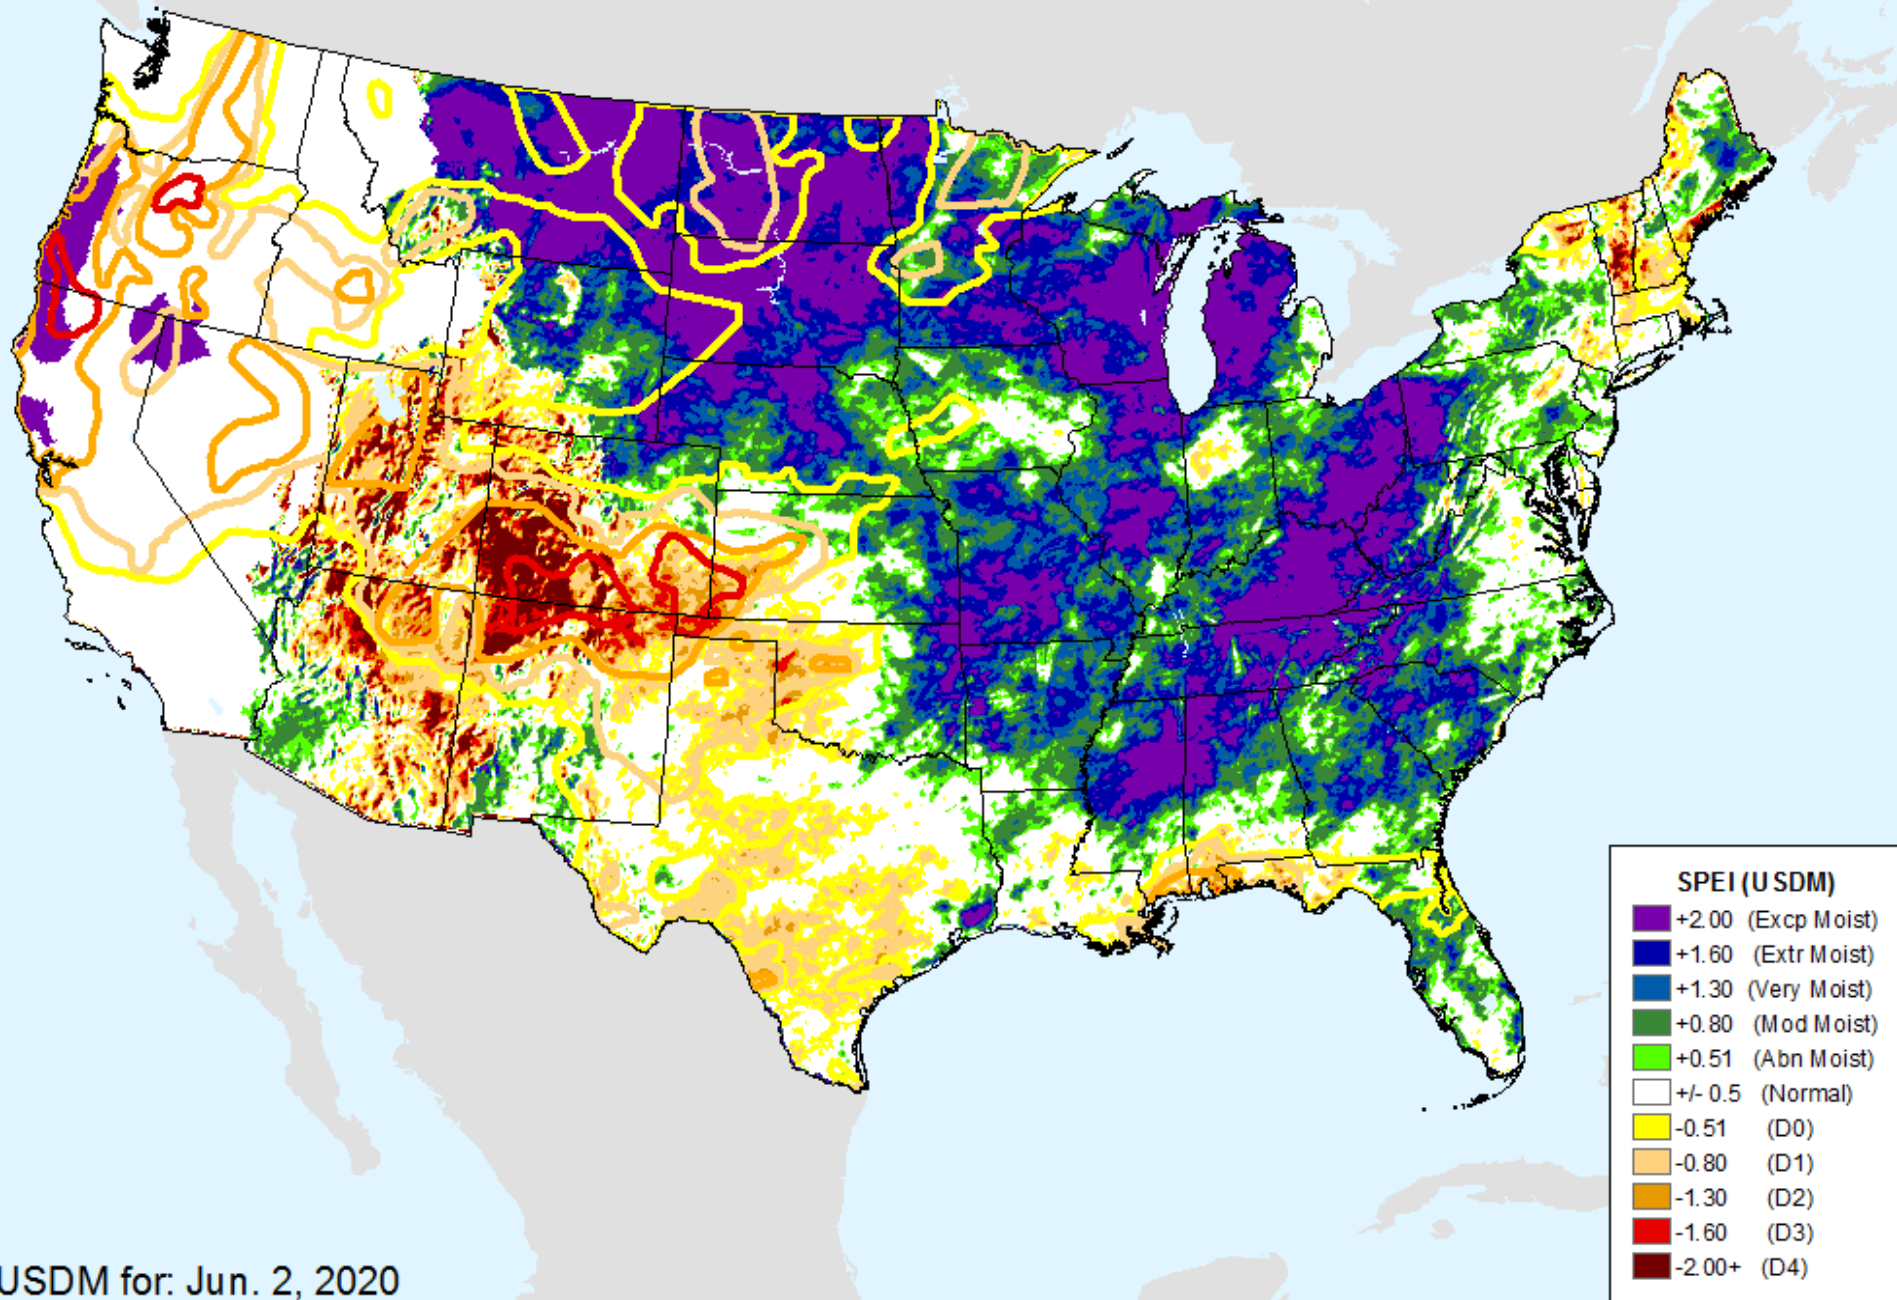 SPEI (USDM)
+2.00 (Excp Moist)
+1.60 (Extr Moist)
+1.30 (Very Moist)
+0.80 (Mod Moist)
+0.51 (Abn Moist)
+/- 0.5 (Normal)
-0.51 (D0)
-0.80 (D1)
-1.30 (D2)
-1.60 (D3)
-2.00+ (D4)
USDM for: Jun. 2, 2020